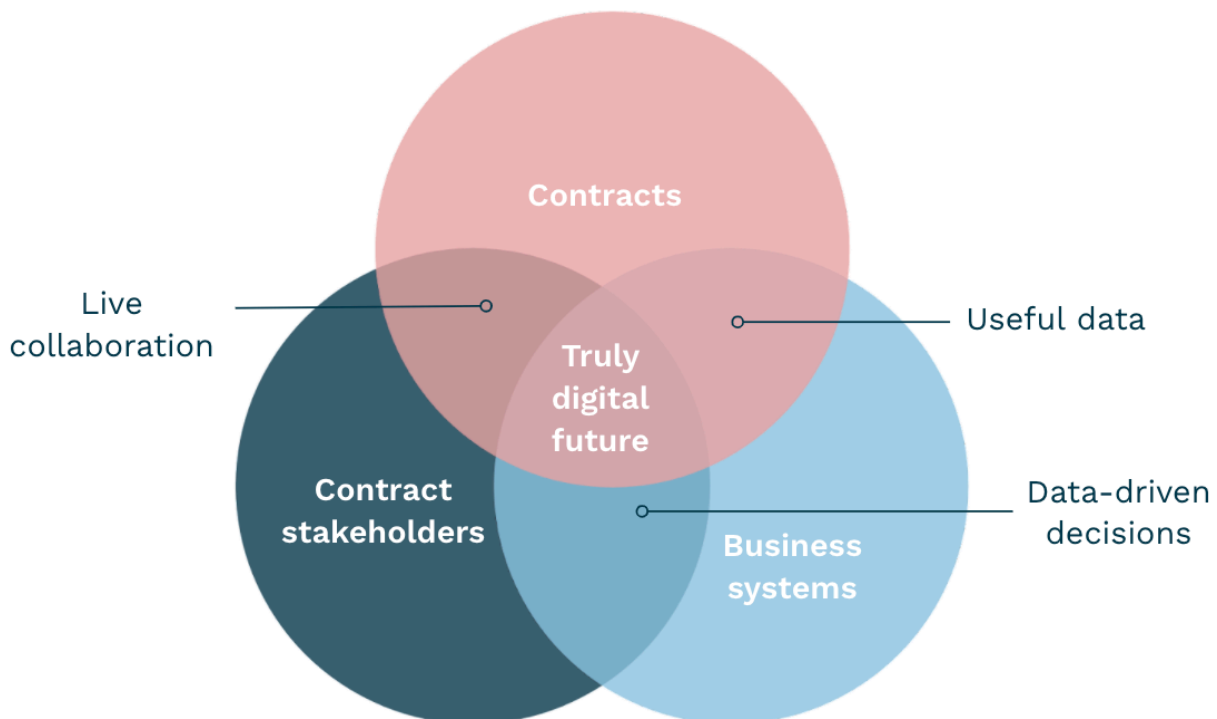 Contracts
Live
collaboration
Useful data
Truly
digital
future
Contract
stakeholders
Data-driven
decisions
Business
systems